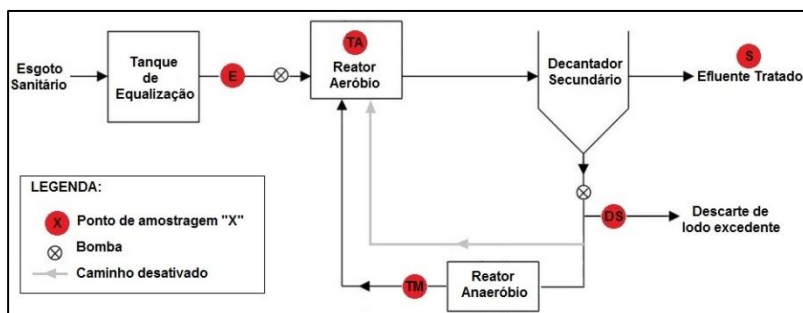 Esgoto
Sanitário
Tanque
de
Equalização
E
TA
Reator
Aeróbio
Decantador
Secundário
S
Efluente Tratado
LEGENDA:
X Ponto de amostragem "X"
Bomba
Caminho desativado
DS
Descarte de
lodo excedente
TM
Reator
Anaeróbio